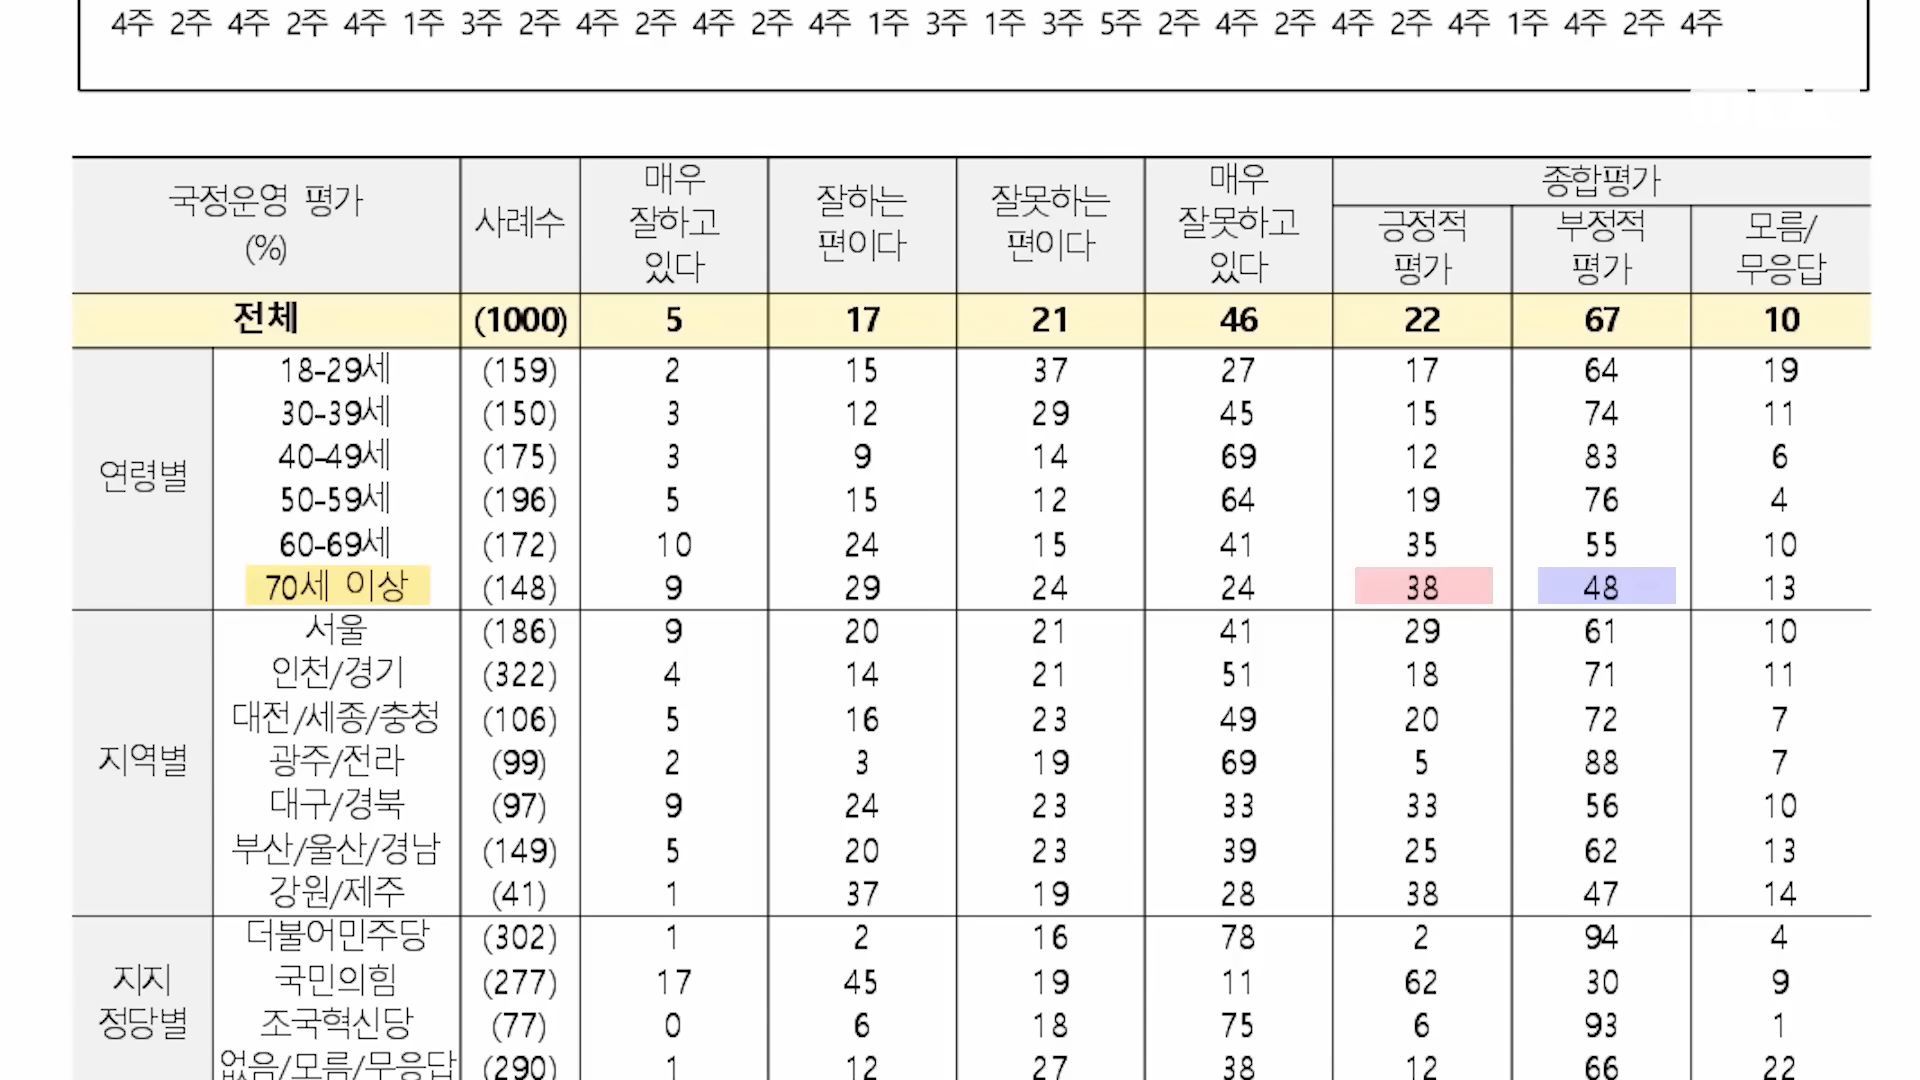 4주 2주 4주 2주 4주 1주 3주 2주 4주 2주 4주 2주 4주 1주 3주 1주 3주 5주 2주 4주 2주 4주 2주 4주 1주 4주 2주 4주
국정운영 평가 (%) 사례수 매우 잘하고 있다 잘하는 편이다 잘못하는 편이다 매우 잘못하고 있다 종합평가
긍정적 평가 부정적 평가 모름/ 무응답
전체 (1000) 5 17 21 46 22 67 10
연령별
18-29세 (159) 2 15 37 27 17 64 19
30-39세 (150) 3 12 29 45 15 74 11
40-49세 (175) 3 9 14 69 12 83 6
50-59세 (196) 5 15 12 64 19 76 4
60-69세 (172) 10 24 15 41 35 55 10
70세 이상 (148) 9 29 24 24 38 48 13
지역별
서울 (186) 9 20 21 41 29 61 10
인천/경기 (322) 4 14 21 51 18 71 11
대전/세종/충청 (106) 5 16 23 49 20 72 7
광주/전라 (99) 2 3 19 69 5 88 7
대구/경북 (97) 9 24 23 33 33 56 10
부산/울산/경남 (149) 5 20 23 39 25 62 13
강원/제주 (41) 1 37 19 28 38 47 14
지지 정당별
더불어민주당 (302) 1 2 16 78 2 94 4
국민의힘 (277) 17 45 19 11 62 30 9
조국혁신당 (77) 0 6 18 75 6 93 1
없음/모름/무응답 (290) 1 12 27 38 12 66 22